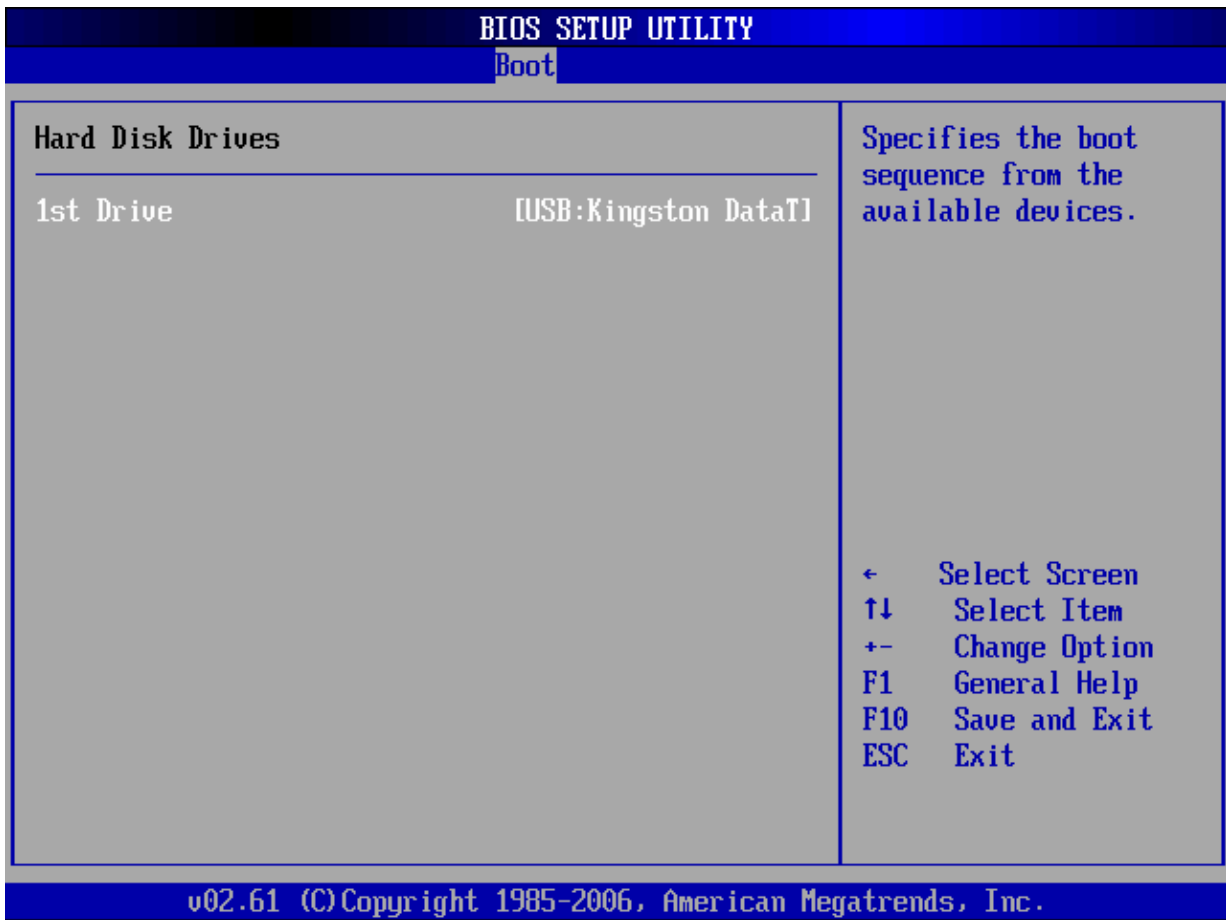 BIOS SETUP UTILITY
Boot
Hard Disk Drives
1st Drive [USB:Kingston DataT]
Specifies the boot
sequence from the
available devices.
← Select Screen
↑↓ Select Item
+- Change Option
F1 General Help
F10 Save and Exit
ESC Exit
v02.61 (C)Copyright 1985-2006, American Megatrends, Inc.